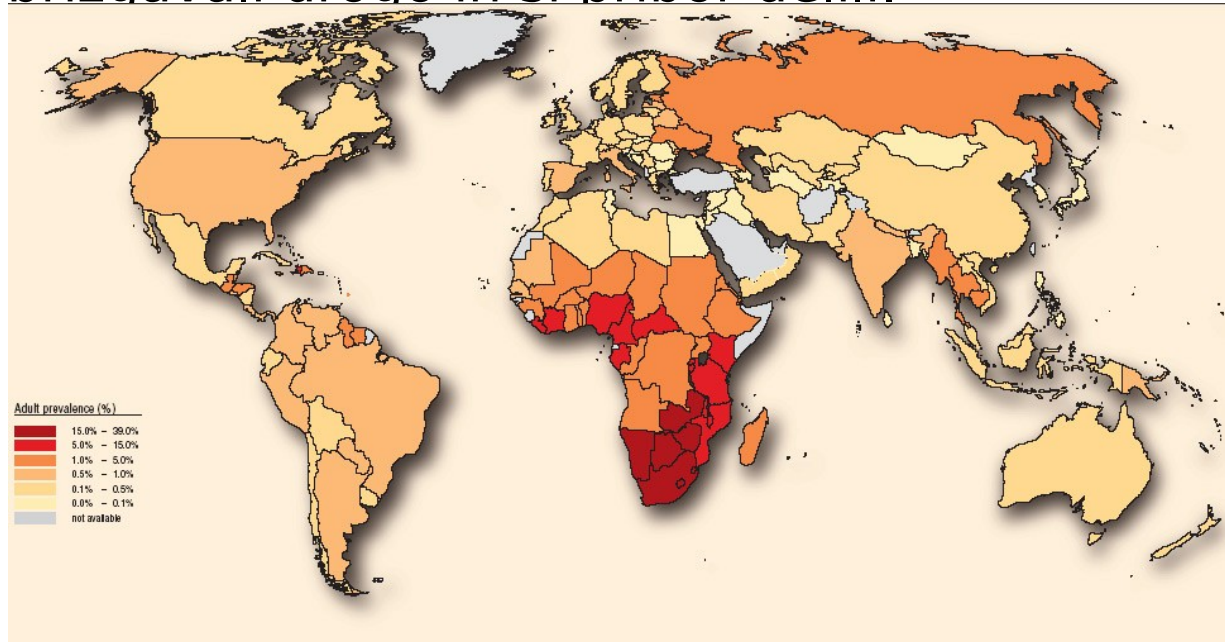 Adult prevalence (%)
15.0% – 39.0%
5.0% – 15.0%
1.0% – 5.0%
0.5% – 1.0%
0.1% – 0.5%
0.0% – 0.1%
not available